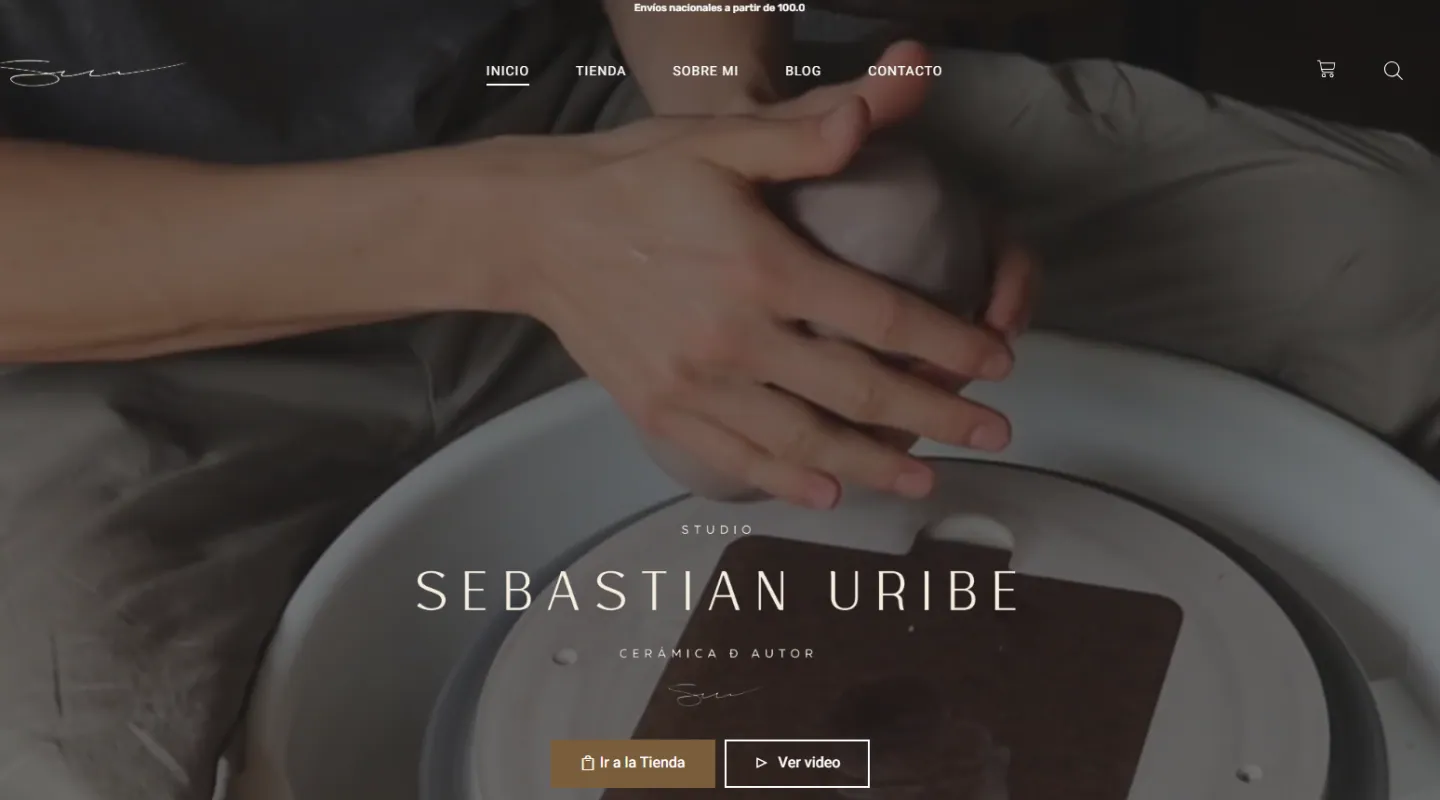 Envíos nacionales a partir de 100.0
INICIO TIENDA SOBRE MI BLOG CONTACTO
STUDIO
SEBASTIAN URIBE
CERÁMICA Đ AUTOR
Ir a la Tienda Ver video